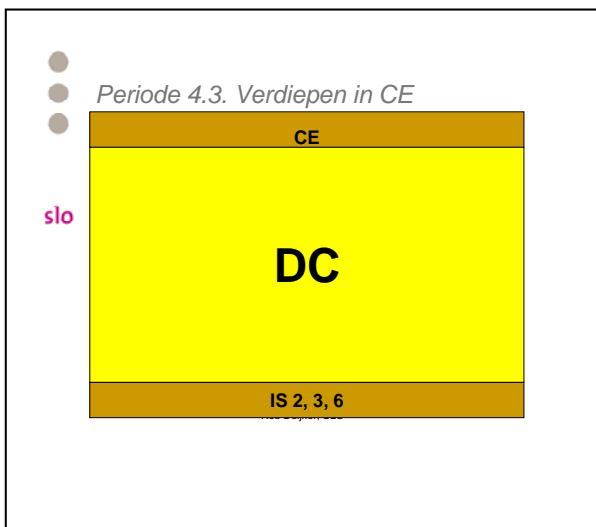 Periode 4.3. Verdiepen in CE
CE
slo
DC
IS 2, 3, 6